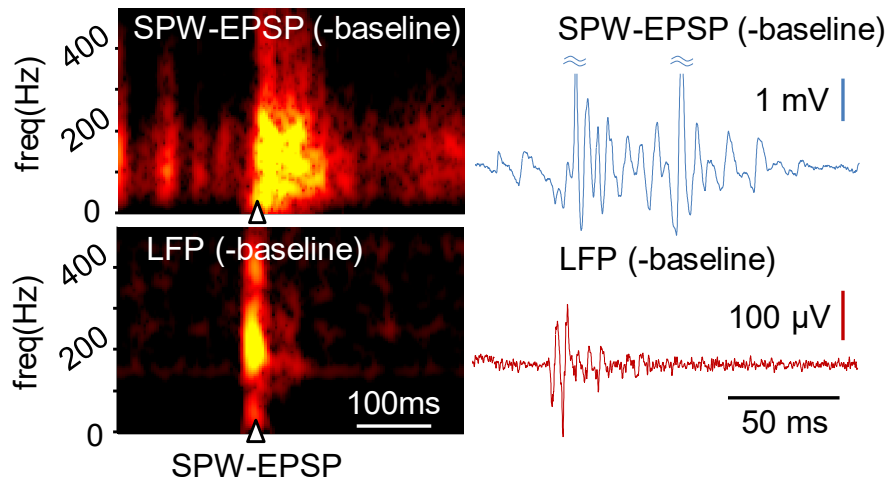 SPW-EPSP (-baseline)
freq(Hz)
400
200
0
LFP (-baseline)
freq(Hz)
400
200
0
100ms
SPW-EPSP
SPW-EPSP (-baseline)
1 mV
LFP (-baseline)
100 µV
50 ms